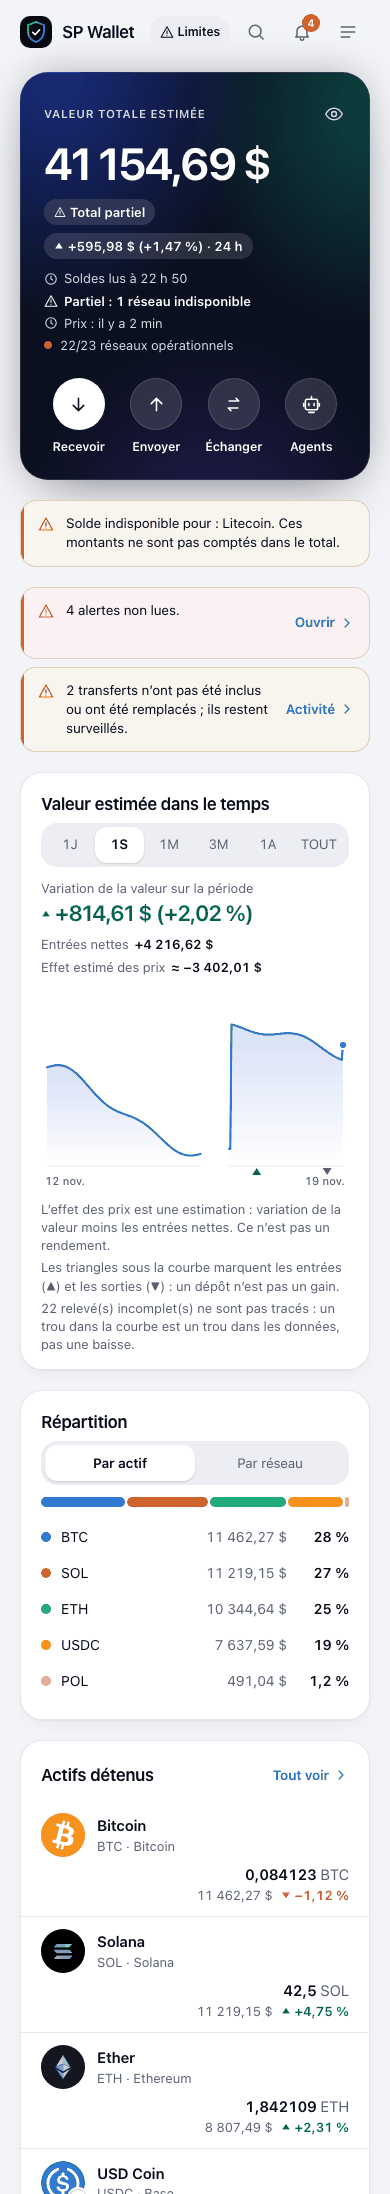 SP Wallet
Limites
4
VALEUR TOTALE ESTIMÉE
41 154,69 $
Total partiel
+595,98 $ (+1,47 %) · 24 h
Soldes lus à 22 h 50
Partiel : 1 réseau indisponible
Prix : il y a 2 min
22/23 réseaux opérationnels
Recevoir Envoyer Échanger Agents
Solde indisponible pour : Litecoin. Ces
montants ne sont pas comptés dans le total.
4 alertes non lues.
Ouvrir
2 transferts n’ont pas été inclus
ou ont été remplacés ; ils restent
surveillés.
Activité
Valeur estimée dans le temps
1J 1S 1M 3M 1A TOUT
Variation de la valeur sur la période
+814,61 $ (+2,02 %)
Entrées nettes +4 216,62 $
Effet estimé des prix ≈ −3 402,01 $
12 nov. 19 nov.
L’effet des prix est une estimation : variation de la
valeur moins les entrées nettes. Ce n’est pas un
rendement.
Les triangles sous la courbe marquent les entrées
(▲) et les sorties (▼) : un dépôt n’est pas un gain.
22 relevé(s) incomplet(s) ne sont pas tracés : un
trou dans la courbe est un trou dans les données,
pas une baisse.
Répartition
Par actif Par réseau
BTC 11 462,27 $ 28 %
SOL 11 219,15 $ 27 %
ETH 10 344,64 $ 25 %
USDC 7 637,59 $ 19 %
POL 491,04 $ 1,2 %
Actifs détenus
Tout voir
Bitcoin
BTC · Bitcoin
0,084123 BTC
11 462,27 $ ▼ −1,12 %
Solana
SOL · Solana
42,5 SOL
11 219,15 $ ▲ +4,75 %
Ether
ETH · Ethereum
1,842109 ETH
8 807,49 $ ▲ +2,31 %
USD Coin
USDC · Base